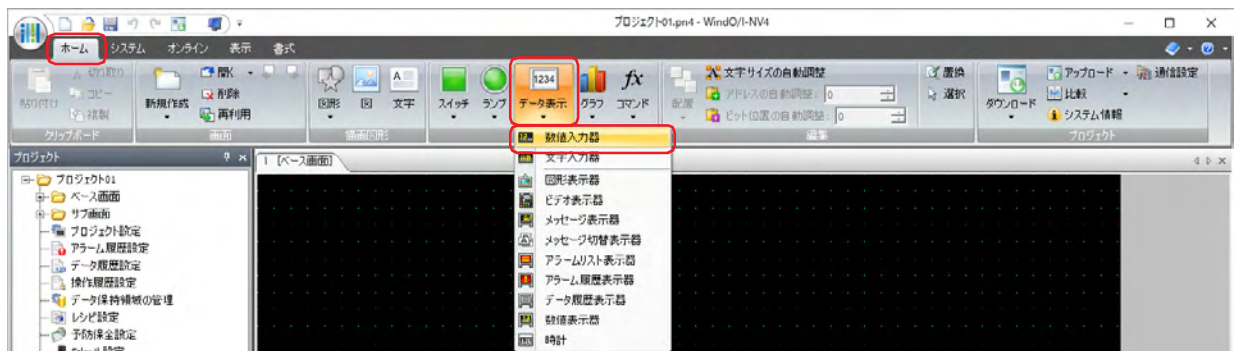 プロジェクト01.pn4 - WindO/I-NV4
ホーム システム オンライン 表示 書式
切り取り 開く 1234 fx 文字サイズの自動調整 置換 アップロード 通信設定
貼り付け コピー 新規作成 削除 図形 図 文字 スイッチ ランプ データ表示 グラフ コマンド 配置 アドレスの自動調整: 0 選択 ダウンロード 比較
複製 再利用 ビット位置の自動調整: 0 システム情報
クリップボード 画面 描画図形 編集 プロジェクト
数値入力器
文字入力器
図形表示器
ビデオ表示器
メッセージ表示器
メッセージ切替表示器
アラームリスト表示器
アラーム履歴表示器
データ履歴表示器
数値表示器
時計
プロジェクト
1 [ベース画面]
プロジェクト01
ベース画面
サブ画面
プロジェクト設定
アラーム履歴設定
データ履歴設定
操作履歴設定
データ保持領域の管理
レシピ設定
予防保全設定